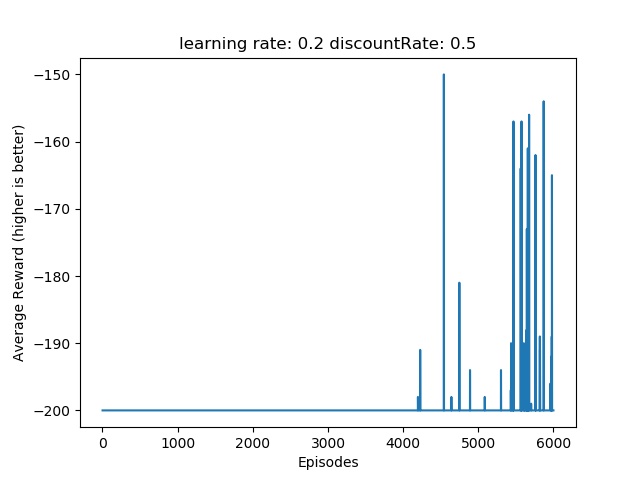 learning rate: 0.2 discountRate: 0.5
−150
−160
−170
−180
−190
−200
Average Reward (higher is better)
0 1000 2000 3000 4000 5000 6000
Episodes